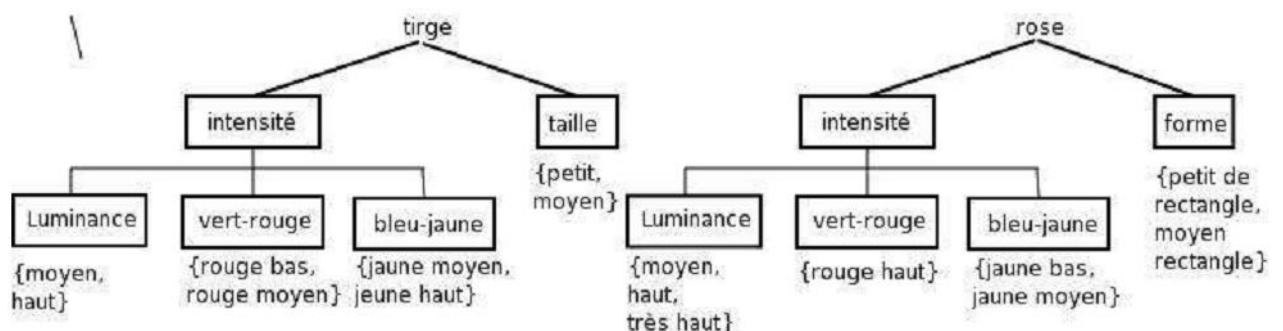 tirge
rose
intensité
taille
intensité
forme
{petit,
moyen}
{petit de
rectangle,
moyen
rectangle}
Luminance
vert-rouge
bleu-jaune
Luminance
vert-rouge
bleu-jaune
{moyen,
haut}
{rouge bas,
rouge moyen}
{jaune moyen,
jeune haut}
{moyen,
haut,
très haut}
{rouge haut}
{jaune bas,
jaune moyen}